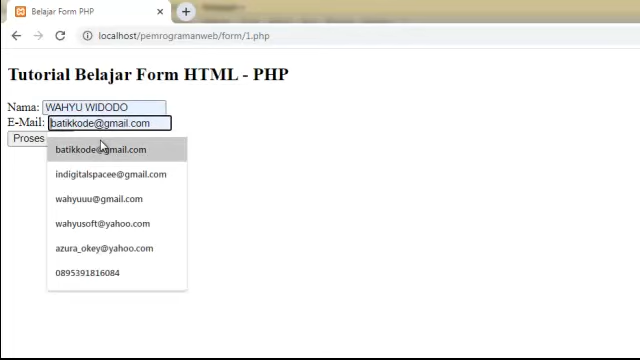 Belajar Form PHP
localhost/pemrogramanweb/form/1.php
Tutorial Belajar Form HTML - PHP
Nama: WAHYU WIDODO
E-Mail: batikkode@gmail.com
Proses
batikkode@gmail.com
indigitalspacee@gmail.com
wahyuuu@gmail.com
wahyusoft@yahoo.com
azura_okey@yahoo.com
0895391816084